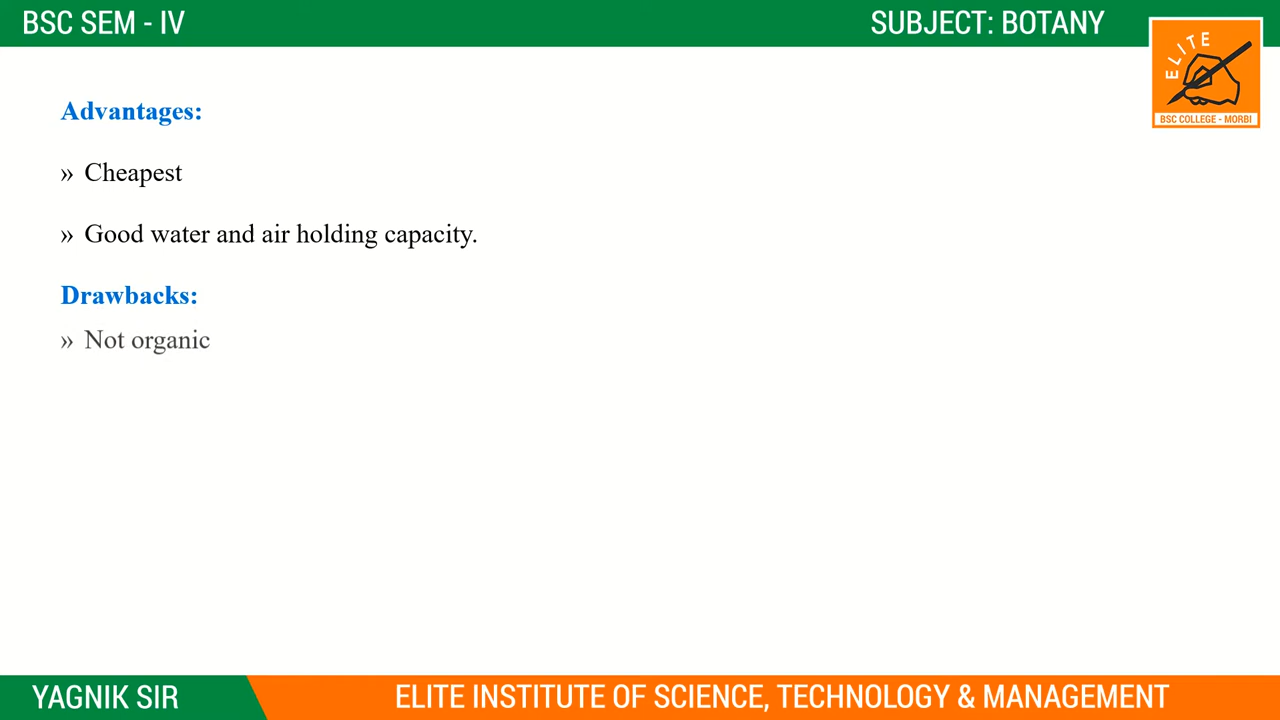 BSC SEM - IV
SUBJECT: BOTANY
ELITE
BSC COLLEGE - MORBI
Advantages:
» Cheapest
» Good water and air holding capacity.
Drawbacks:
» Not organic
YAGNIK SIR
ELITE INSTITUTE OF SCIENCE, TECHNOLOGY & MANAGEMENT